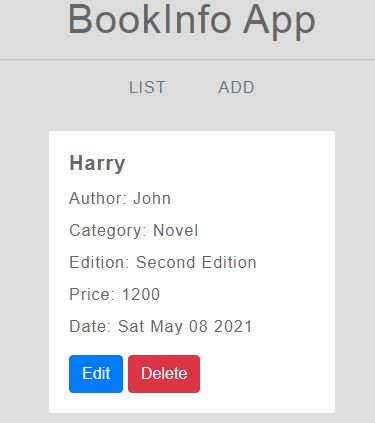 BookInfo App
LIST ADD
Harry
Author: John
Category: Novel
Edition: Second Edition
Price: 1200
Date: Sat May 08 2021
Edit Delete